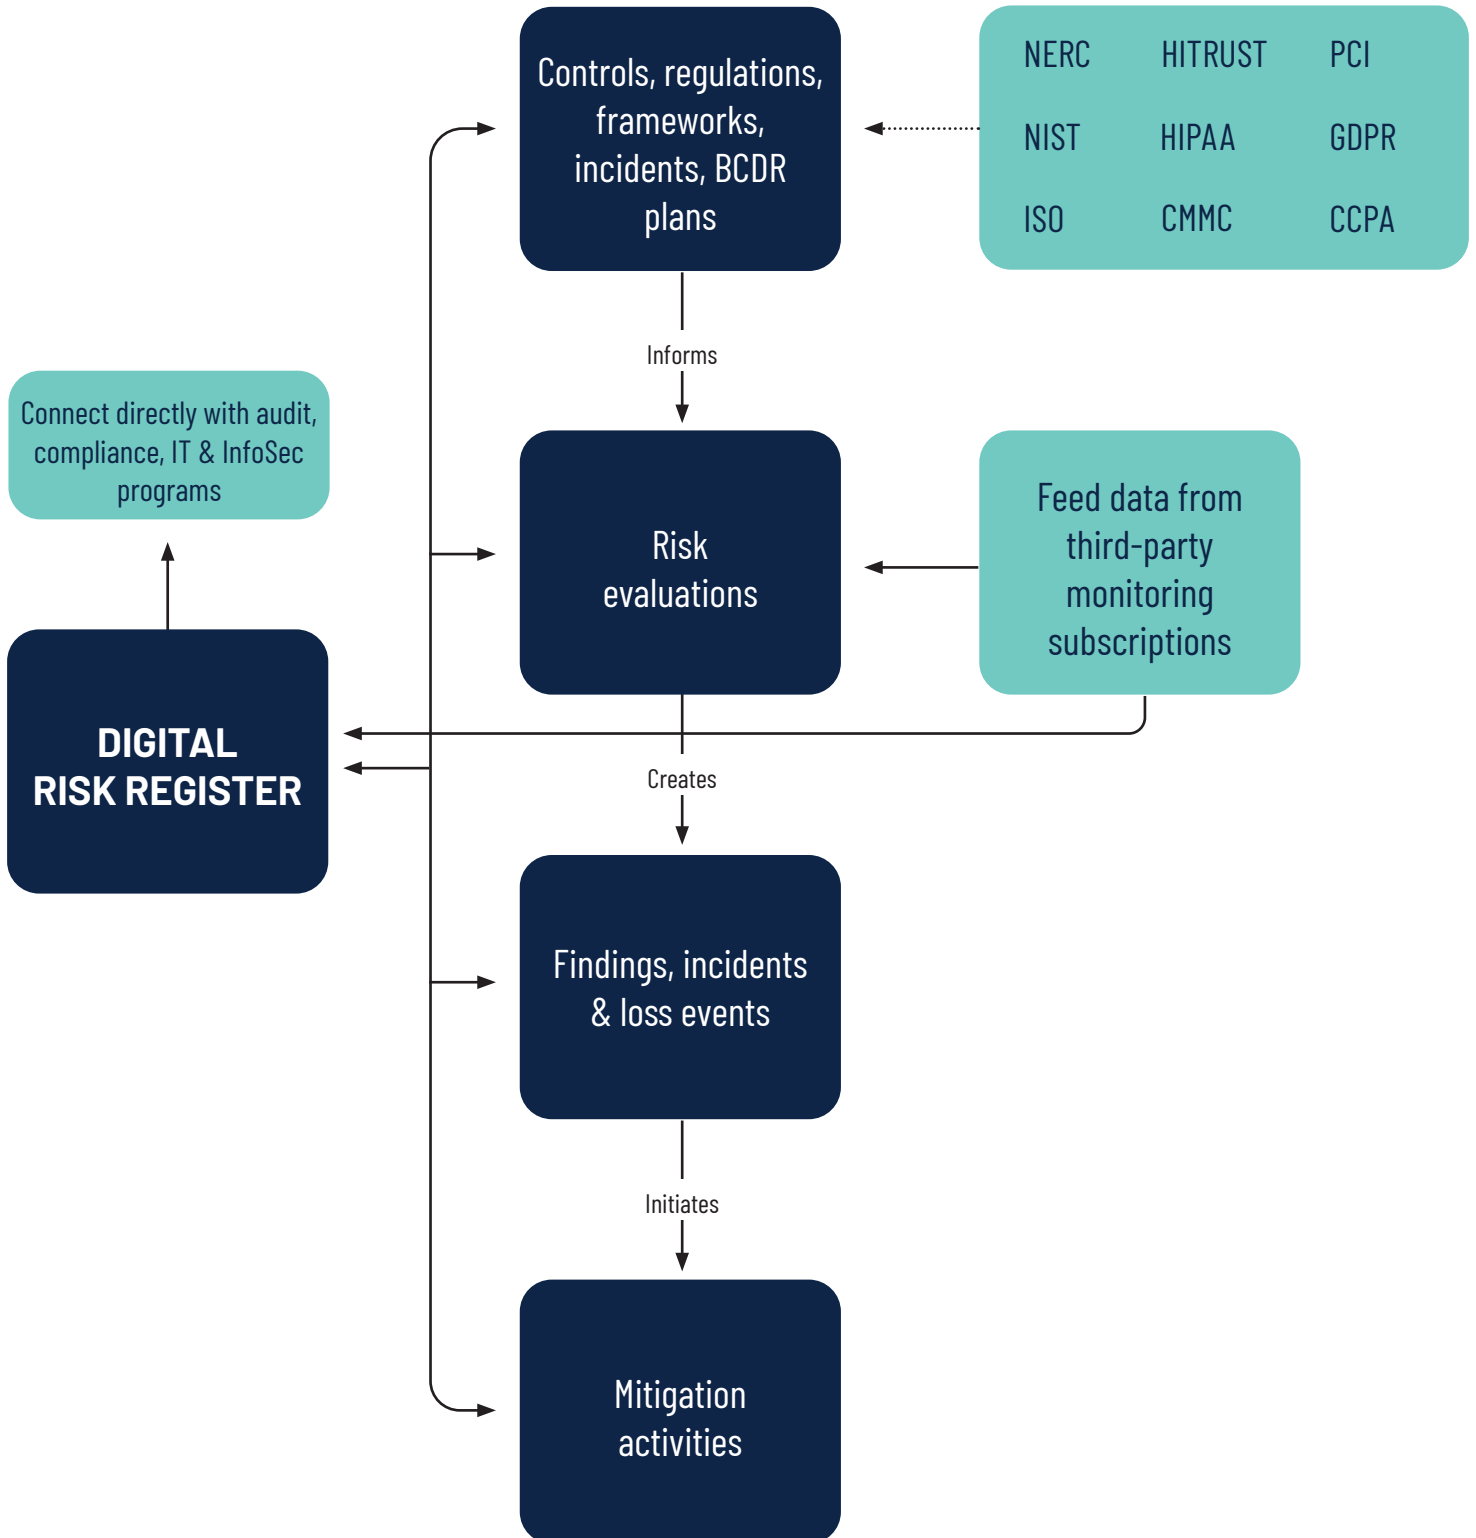 Controls, regulations,
frameworks,
incidents, BCDR
plans
NERC HITRUST PCI
NIST HIPAA GDPR
ISO CMMC CCPA
Informs
Connect directly with audit,
compliance, IT & InfoSec
programs
Risk
evaluations
Feed data from
third-party
monitoring
subscriptions
DIGITAL
RISK REGISTER
Creates
Findings, incidents
& loss events
Initiates
Mitigation
activities